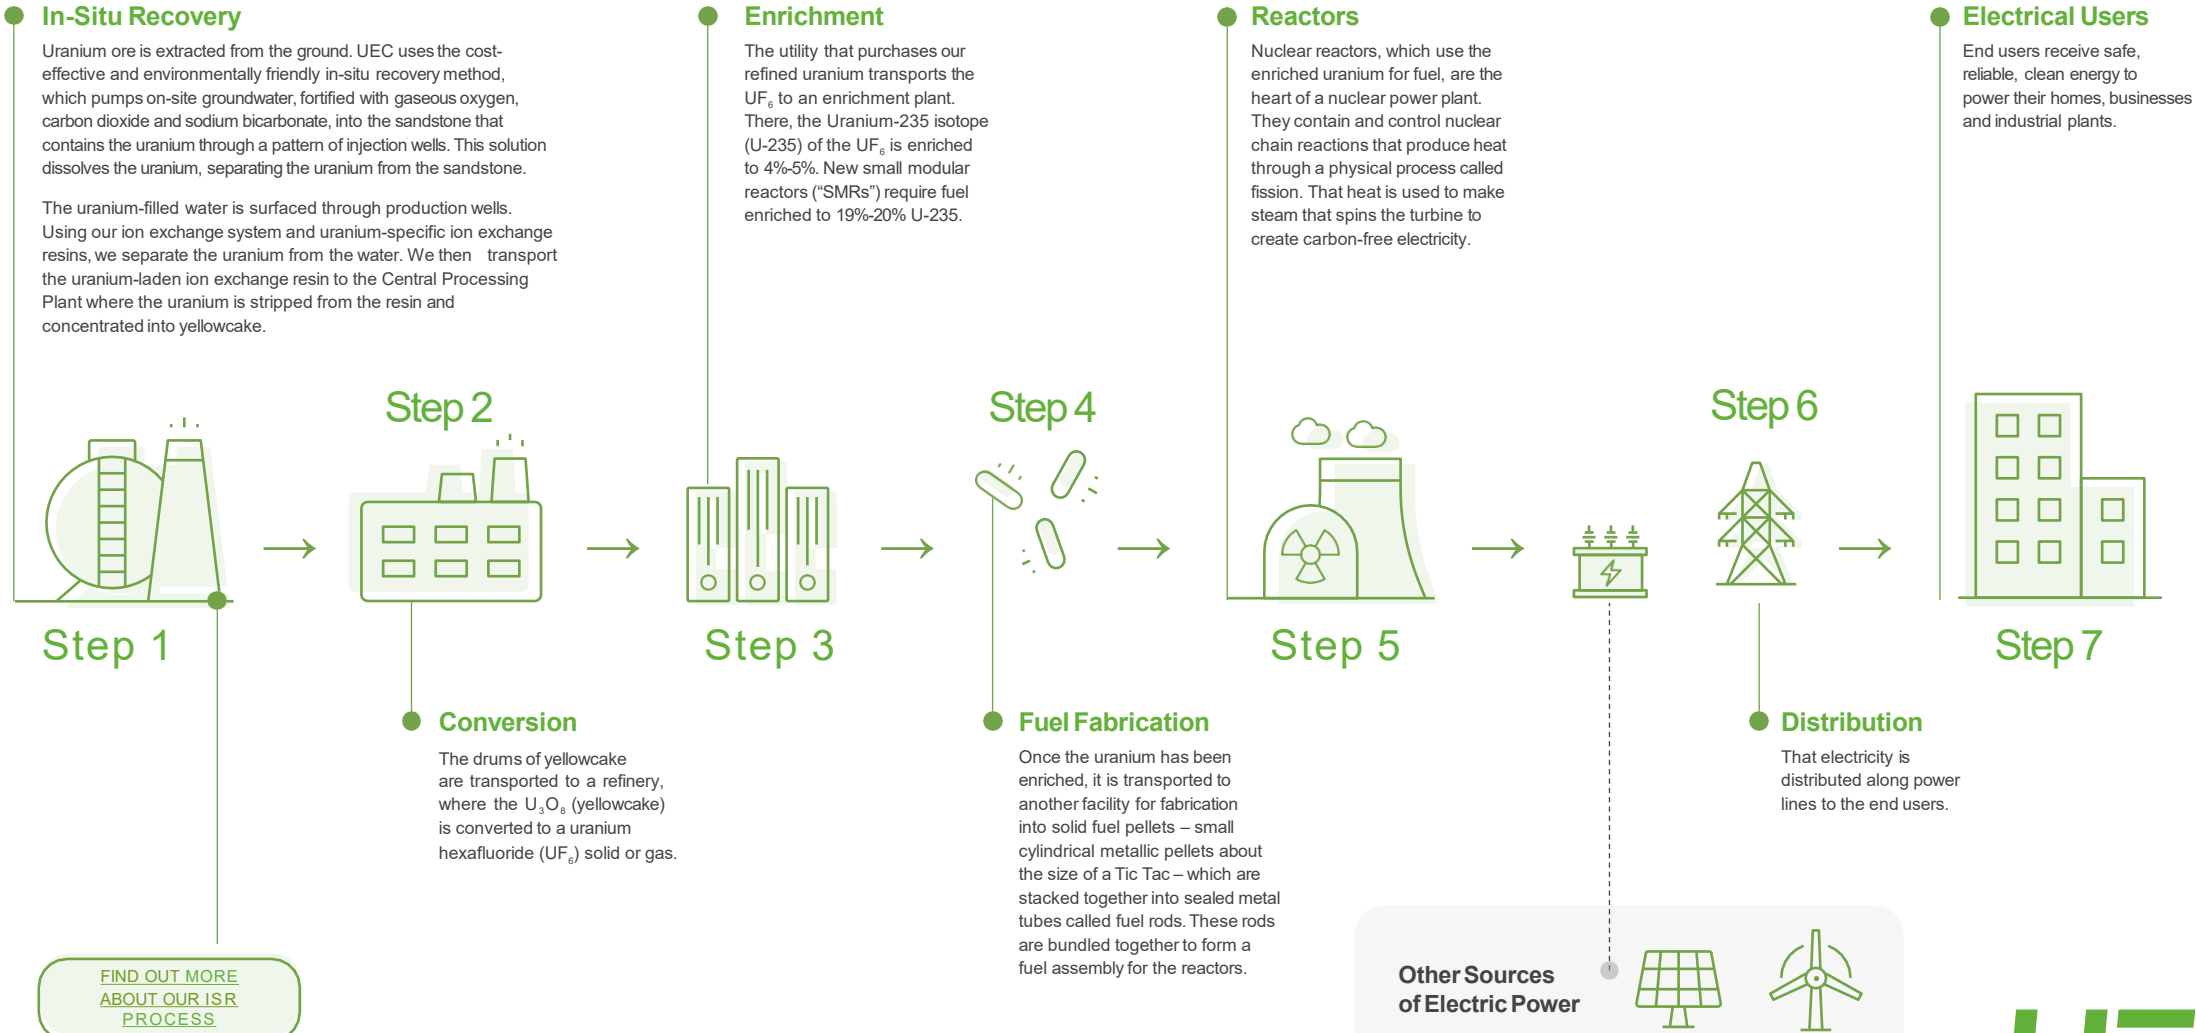 In-Situ Recovery
Uranium ore is extracted from the ground. UEC uses the cost-
effective and environmentally friendly in-situ recovery method,
which pumps on-site groundwater, fortified with gaseous oxygen,
carbon dioxide and sodium bicarbonate, into the sandstone that
contains the uranium through a pattern of injection wells. This solution
dissolves the uranium, separating the uranium from the sandstone.
The uranium-filled water is surfaced through production wells.
Using our ion exchange system and uranium-specific ion exchange
resins, we separate the uranium from the water. We then transport
the uranium-laden ion exchange resin to the Central Processing
Plant where the uranium is stripped from the resin and
concentrated into yellowcake.
Enrichment
The utility that purchases our
refined uranium transports the
UF₆ to an enrichment plant.
There, the Uranium-235 isotope
(U-235) of the UF₆ is enriched
to 4%-5%. New small modular
reactors (“SMRs”) require fuel
enriched to 19%-20% U-235.
Reactors
Nuclear reactors, which use the
enriched uranium for fuel, are the
heart of a nuclear power plant.
They contain and control nuclear
chain reactions that produce heat
through a physical process called
fission. That heat is used to make
steam that spins the turbine to
create carbon-free electricity.
Electrical Users
End users receive safe,
reliable, clean energy to
power their homes, businesses
and industrial plants.
Step 2
Step 4
Step 6
Step 1
Step 3
Step 5
Step 7
Conversion
The drums of yellowcake
are transported to a refinery,
where the U₃O₈ (yellowcake)
is converted to a uranium
hexafluoride (UF₆) solid or gas.
Fuel Fabrication
Once the uranium has been
enriched, it is transported to
another facility for fabrication
into solid fuel pellets – small
cylindrical metallic pellets about
the size of a Tic Tac – which are
stacked together into sealed metal
tubes called fuel rods. These rods
are bundled together to form a
fuel assembly for the reactors.
Distribution
That electricity is
distributed along power
lines to the end users.
FIND OUT MORE
ABOUT OUR ISR
PROCESS
Other Sources
of Electric Power